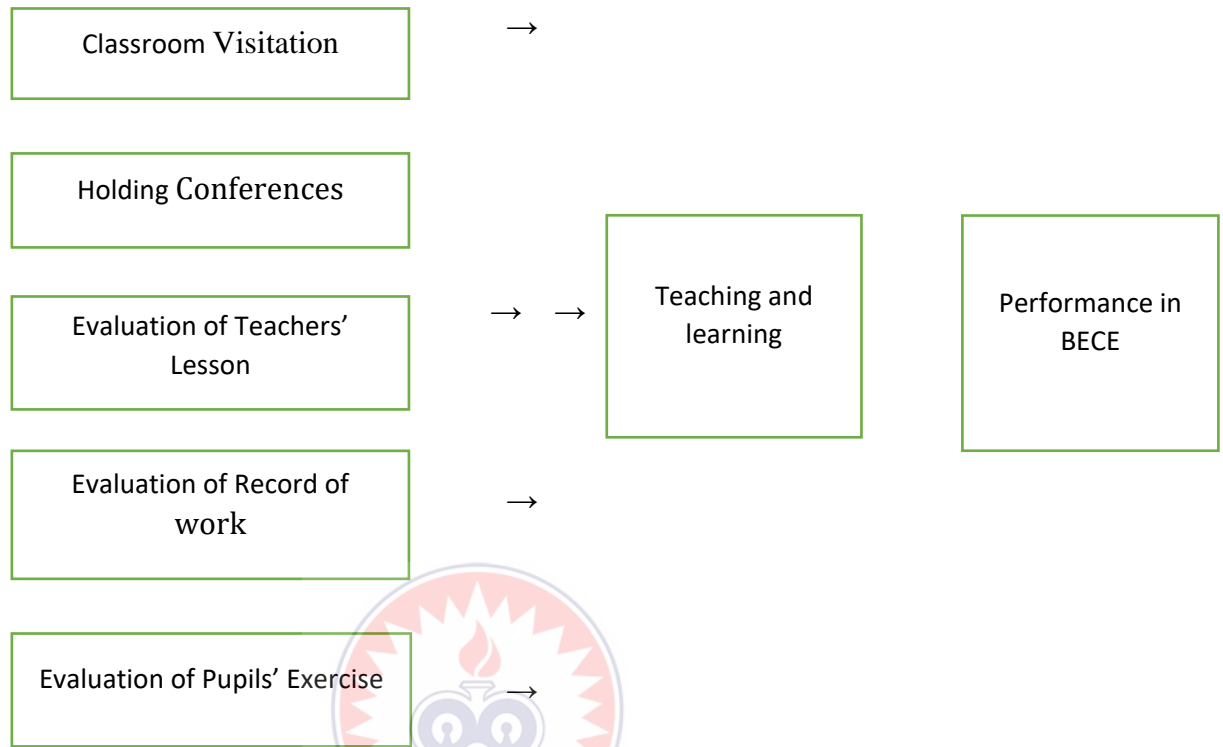 Classroom Visitation →
Holding Conferences
Evaluation of Teachers’
Lesson
→ →
Teaching and
learning
Performance in
BECE
Evaluation of Record of
work
→
Evaluation of Pupils’ Exercise →